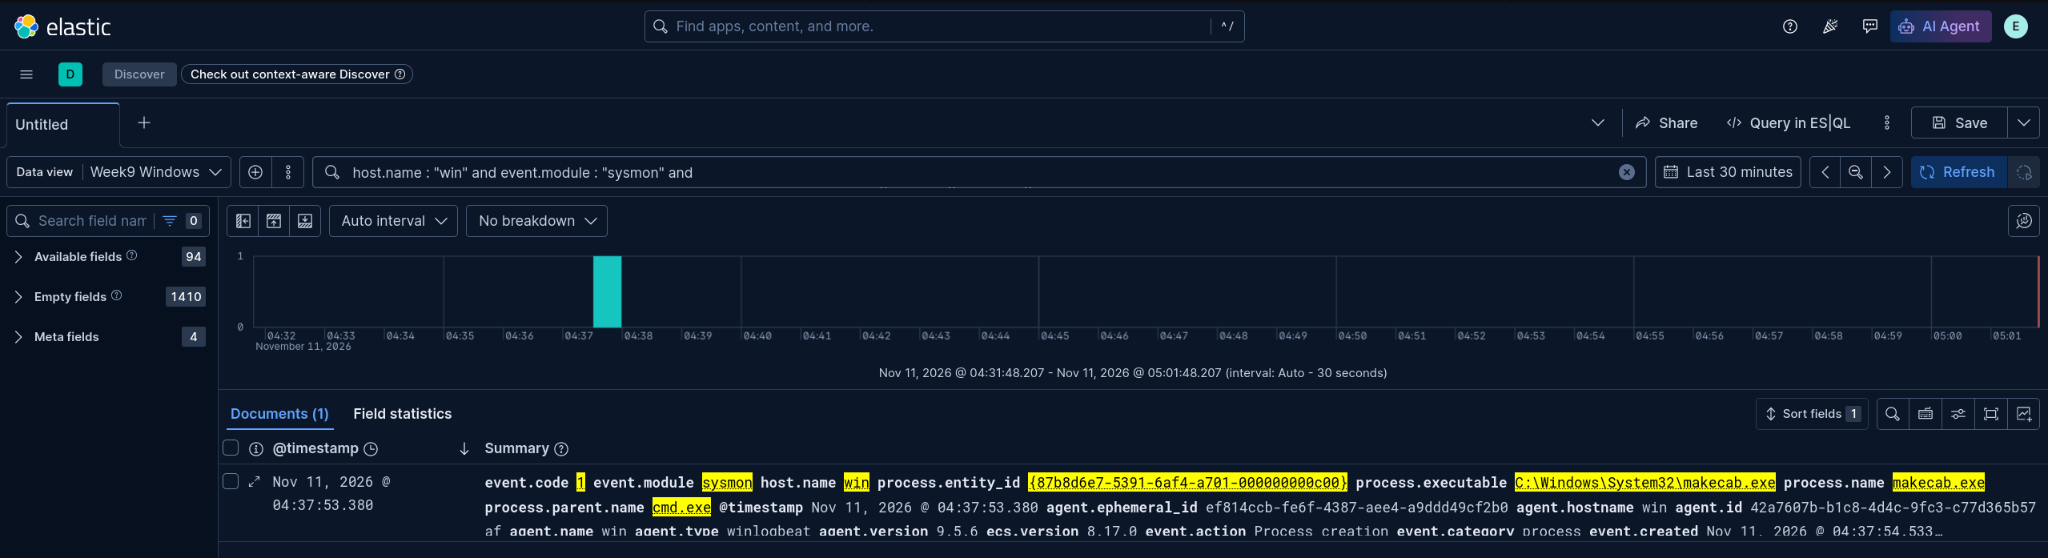 elastic
Find apps, content, and more.
^/
AI Agent
E
D
Discover
Check out context-aware Discover
Untitled
Share
Query in ES|QL
Save
Data view
Week9 Windows
host.name : "win" and event.module : "sysmon" and
Last 30 minutes
Refresh
Search field nam
0
Auto interval
No breakdown
Available fields
94
Empty fields
1410
Meta fields
4
1
0
04:32 04:33 04:34 04:35 04:36 04:37 04:38 04:39 04:40 04:41 04:42 04:43 04:44 04:45 04:46 04:47 04:48 04:49 04:50 04:51 04:52 04:53 04:54 04:55 04:56 04:57 04:58 04:59 05:00 05:01
November 11, 2026
Nov 11, 2026 @ 04:31:48.207 - Nov 11, 2026 @ 05:01:48.207 (interval: Auto - 30 seconds)
Documents (1)
Field statistics
Sort fields 1
@timestamp
Summary
Nov 11, 2026 @
04:37:53.380
event.code 1 event.module sysmon host.name win process.entity_id {87b8d6e7-5391-6af4-a701-000000000c00} process.executable C:\Windows\System32\makecab.exe process.name makecab.exe
process.parent.name cmd.exe @timestamp Nov 11, 2026 @ 04:37:53.380 agent.ephemeral_id ef814ccb-fe6f-4387-aee4-a9ddd49cf2b0 agent.hostname win agent.id 42a7607b-b1c8-4d4c-9fc3-c77d365b57
af agent.name win agent.type winlogbeat agent.version 9.5.6 ecs.version 8.17.0 event.action Process creation event.category process event.created Nov 11, 2026 @ 04:37:54.533…